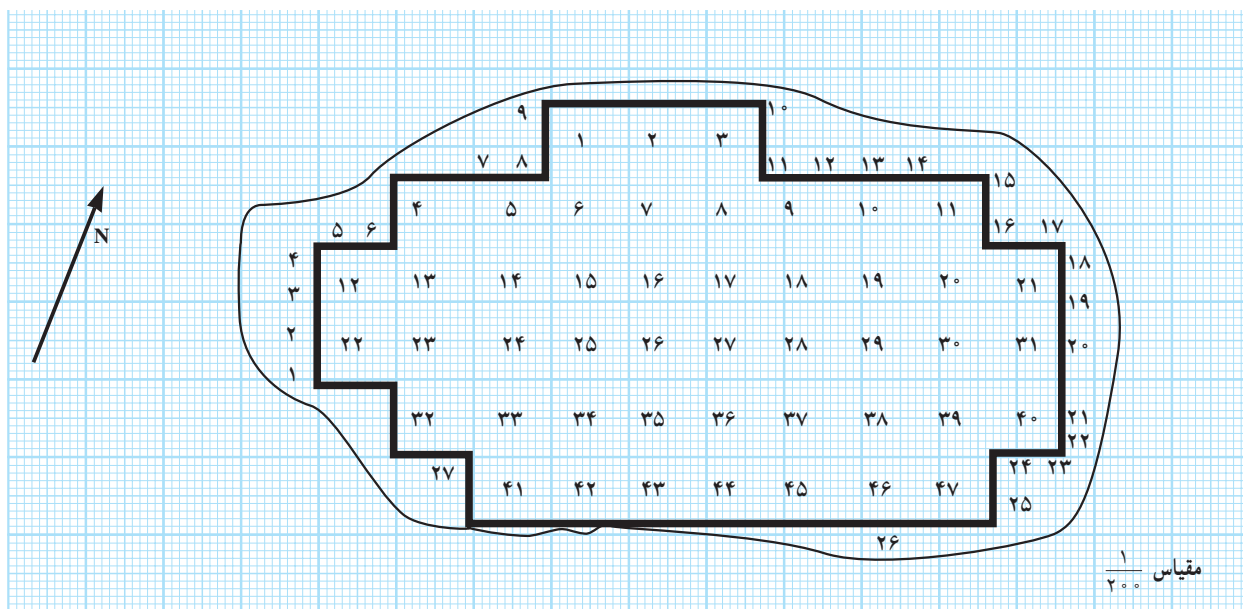 ۹ ۱۰
۱ ۲ ۳
۷ ۸ ۱۱ ۱۲ ۱۳ ۱۴
۱۵
۴ ۵ ۶ ۷ ۸ ۹ ۱۰ ۱۱
۵ ۶ ۱۶ ۱۷
N
۴ ۱۸
۱۲ ۱۳ ۱۴ ۱۵ ۱۶ ۱۷ ۱۸ ۱۹ ۲۰ ۲۱
۳ ۱۹
۲ ۲۲ ۲۳ ۲۴ ۲۵ ۲۶ ۲۷ ۲۸ ۲۹ ۳۰ ۳۱ ۲۰
۱
۳۲ ۳۳ ۳۴ ۳۵ ۳۶ ۳۷ ۳۸ ۳۹ ۴۰ ۲۱
۲۲
۲۷ ۲۴ ۲۳
۴۱ ۴۲ ۴۳ ۴۴ ۴۵ ۴۶ ۴۷ ۲۵
۲۶
مقیاس ۱/۲۰۰